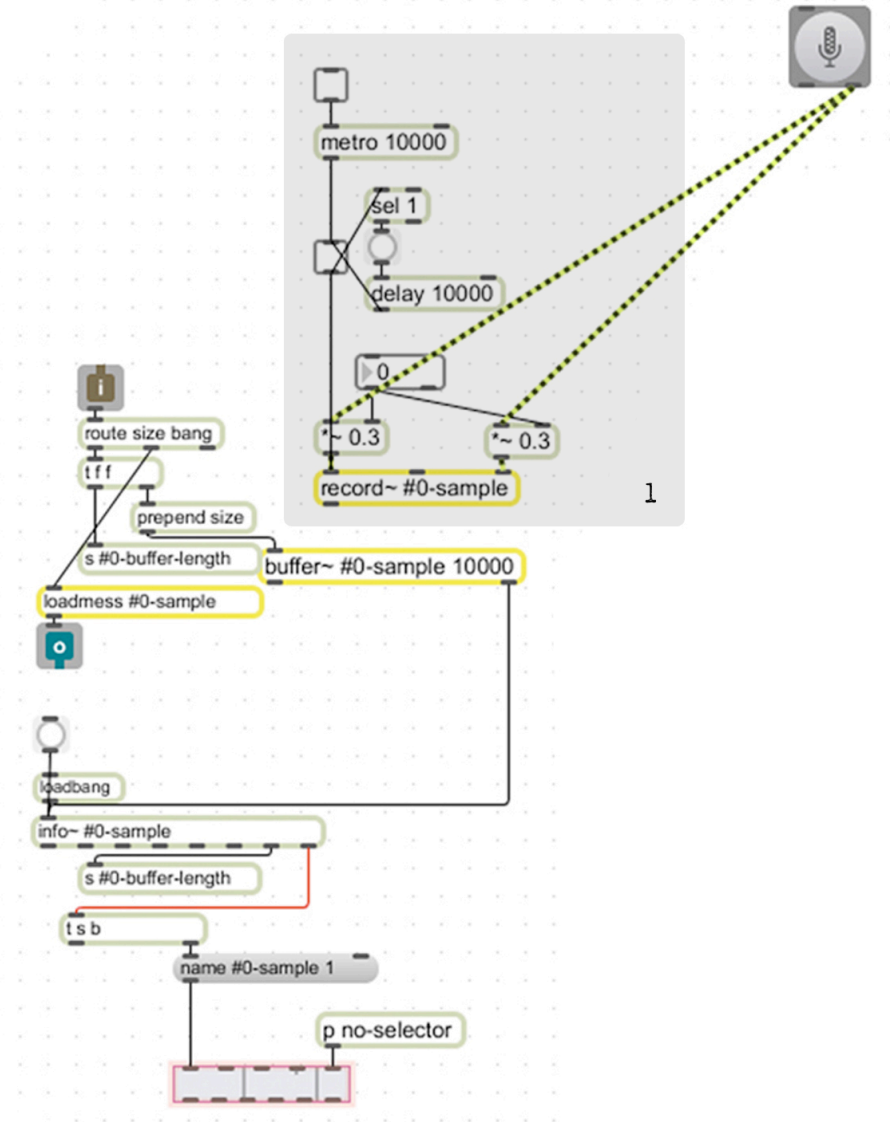 metro 10000
sel 1
delay 10000
0
*~ 0.3
*~ 0.3
record~ #0-sample
1
i
route size bang
t f f
prepend size
s #0-buffer-length
buffer~ #0-sample 10000
loadmess #0-sample
o
loadbang
info~ #0-sample
s #0-buffer-length
t s b
name #0-sample 1
p no-selector